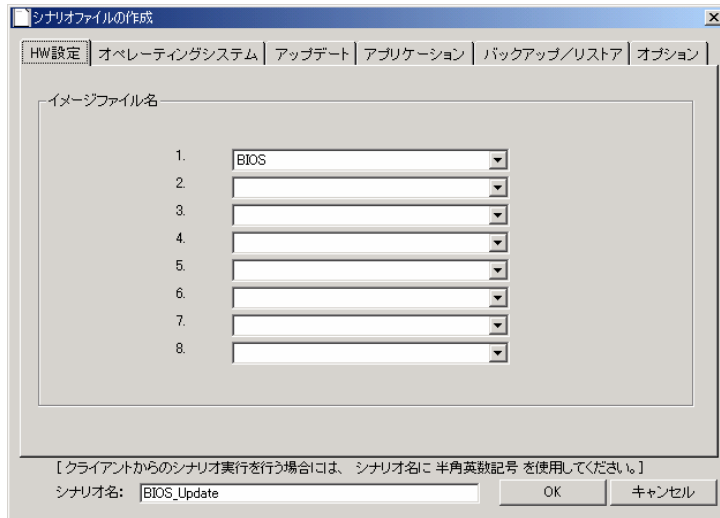 シナリオファイルの作成
HW設定 オペレーティングシステム アップデート アプリケーション バックアップ／リストア オプション
イメージファイル名
1. BIOS
2.
3.
4.
5.
6.
7.
8.
[ クライアントからのシナリオ実行を行う場合には、 シナリオ名に 半角英数記号 を使用してください。]
シナリオ名: BIOS_Update OK キャンセル